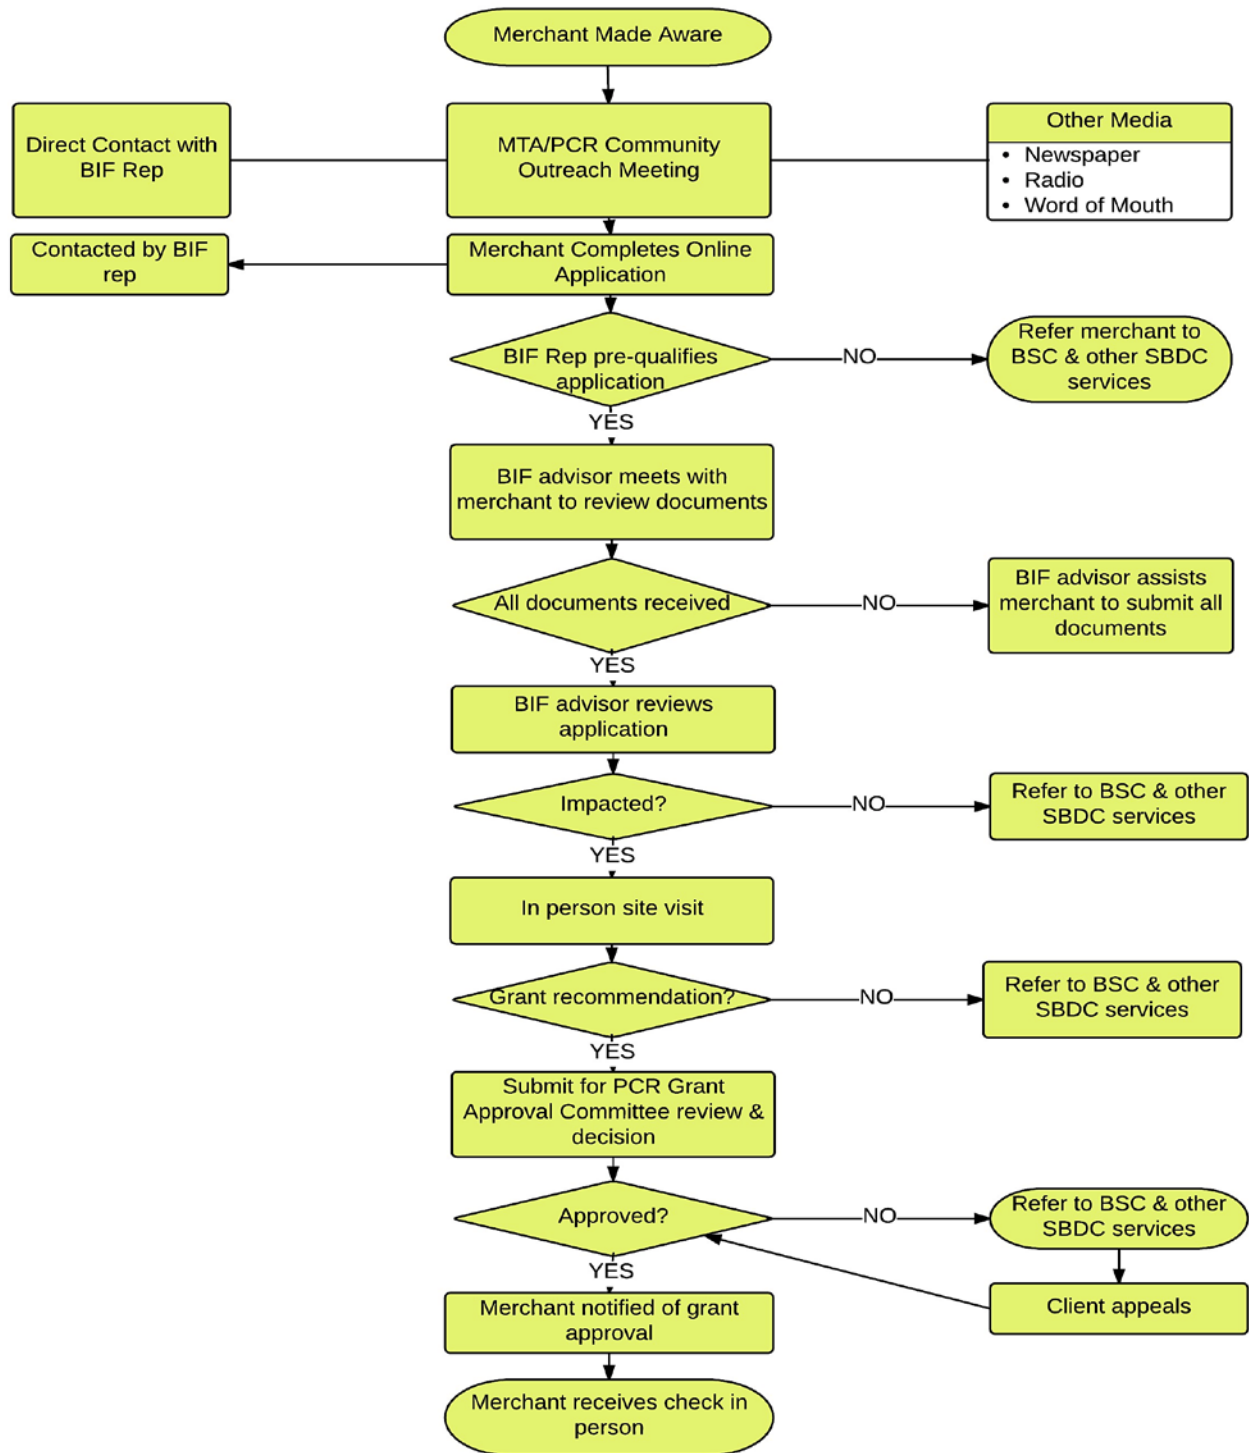 Merchant Made Aware
Direct Contact with
BIF Rep
MTA/PCR Community
Outreach Meeting
Other Media
• Newspaper
• Radio
• Word of Mouth
Contacted by BIF
rep
Merchant Completes Online
Application
BIF Rep pre-qualifies
application
NO
Refer merchant to
BSC & other SBDC
services
YES
BIF advisor meets with
merchant to review documents
All documents received
NO
BIF advisor assists
merchant to submit all
documents
YES
BIF advisor reviews
application
Impacted?
NO
Refer to BSC & other
SBDC services
YES
In person site visit
Grant recommendation?
NO
Refer to BSC & other
SBDC services
YES
Submit for PCR Grant
Approval Committee review &
decision
Approved?
NO
Refer to BSC & other
SBDC services
YES
Merchant notified of grant
approval
Client appeals
Merchant receives check in
person